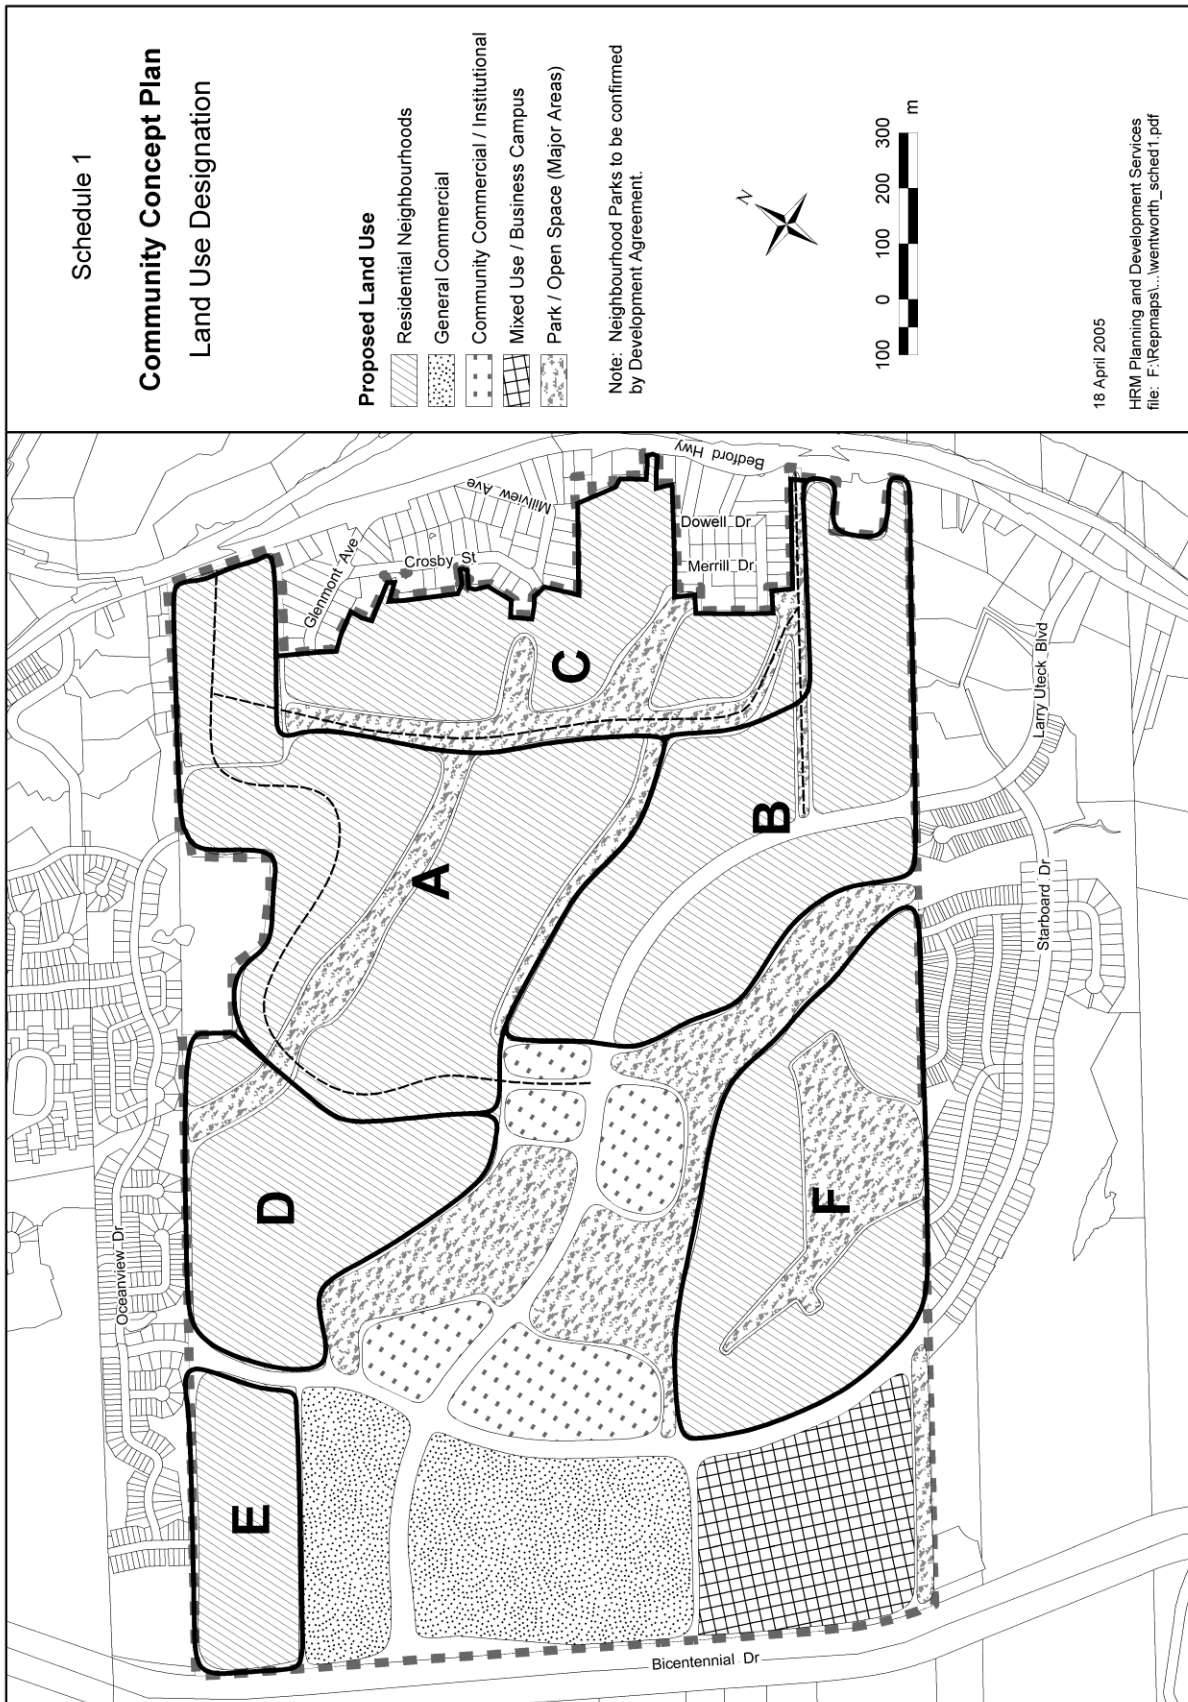 Schedule 1
Community Concept Plan
Land Use Designation
Proposed Land Use
Residential Neighbourhoods
General Commercial
Community Commercial / Institutional
Mixed Use / Business Campus
Park / Open Space (Major Areas)
Note: Neighbourhood Parks to be confirmed
by Development Agreement.
N
100 0 100 200 300 m
18 April 2005
HRM Planning and Development Services
file: F:\Repmaps\...\wentworth_sched1.pdf
Bedford Hwy
Millview Ave
Glenmont Ave
Crosby St
Dowell Dr
Merrill Dr
Larry Uteck Blvd
Starboard Dr
Oceanview Dr
Bicentennial Dr
A
B
C
D
E
F